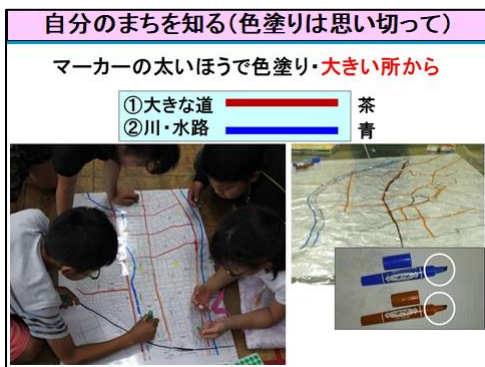 自分のまちを知る(色塗りは思い切って)
マーカーの太いほうで色塗り・大きい所から
①大きな道 茶
②川・水路 青